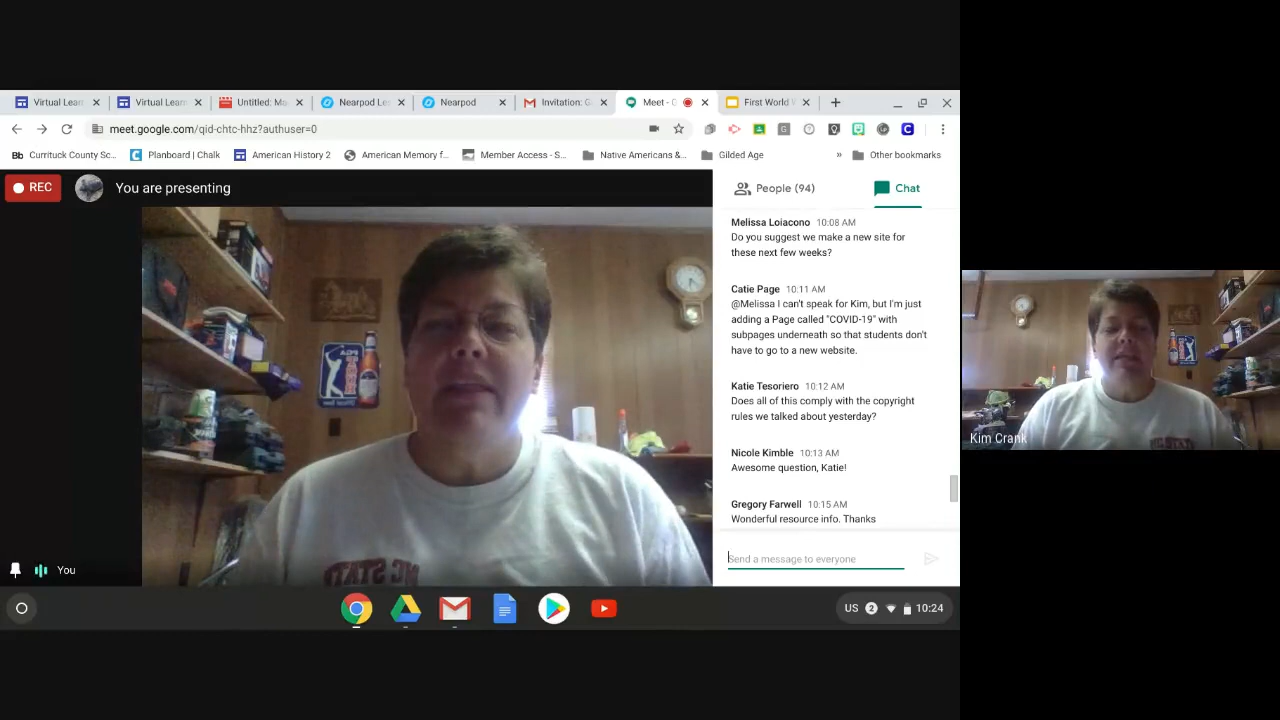 Virtual Lear
Virtual Learn
Untitled: Ma
Nearpod Le
Nearpod
Invitation: G
Meet - 
First World W
meet.google.com/qid-chtc-hhz?authuser=0
Bb Currituck County Sc...
Planboard | Chalk
American History 2
American Memory f...
Member Access - S...
Native Americans &...
Gilded Age
»
Other bookmarks
REC
You are presenting
People (94)
Chat
Melissa Loiacono 10:08 AM
Do you suggest we make a new site for
these next few weeks?
Catie Page 10:11 AM
@Melissa I can't speak for Kim, but I'm just
adding a Page called "COVID-19" with
subpages underneath so that students don't
have to go to a new website.
Katie Tesoriero 10:12 AM
Does all of this comply with the copyright
rules we talked about yesterday?
Nicole Kimble 10:13 AM
Awesome question, Katie!
Gregory Farwell 10:15 AM
Wonderful resource info. Thanks
Send a message to everyone
You
Kim Crank
US 2 10:24